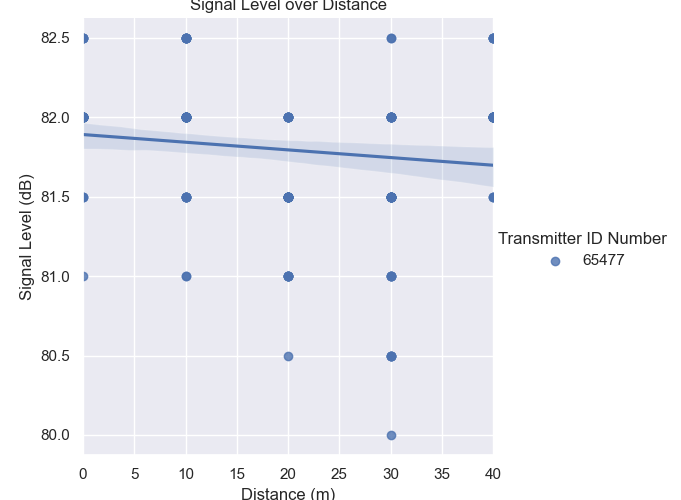 Signal Level over Distance
82.5
82.0
81.5
81.0
80.5
80.0
Signal Level (dB)
0 5 10 15 20 25 30 35 40
Distance (m)
Transmitter ID Number
65477